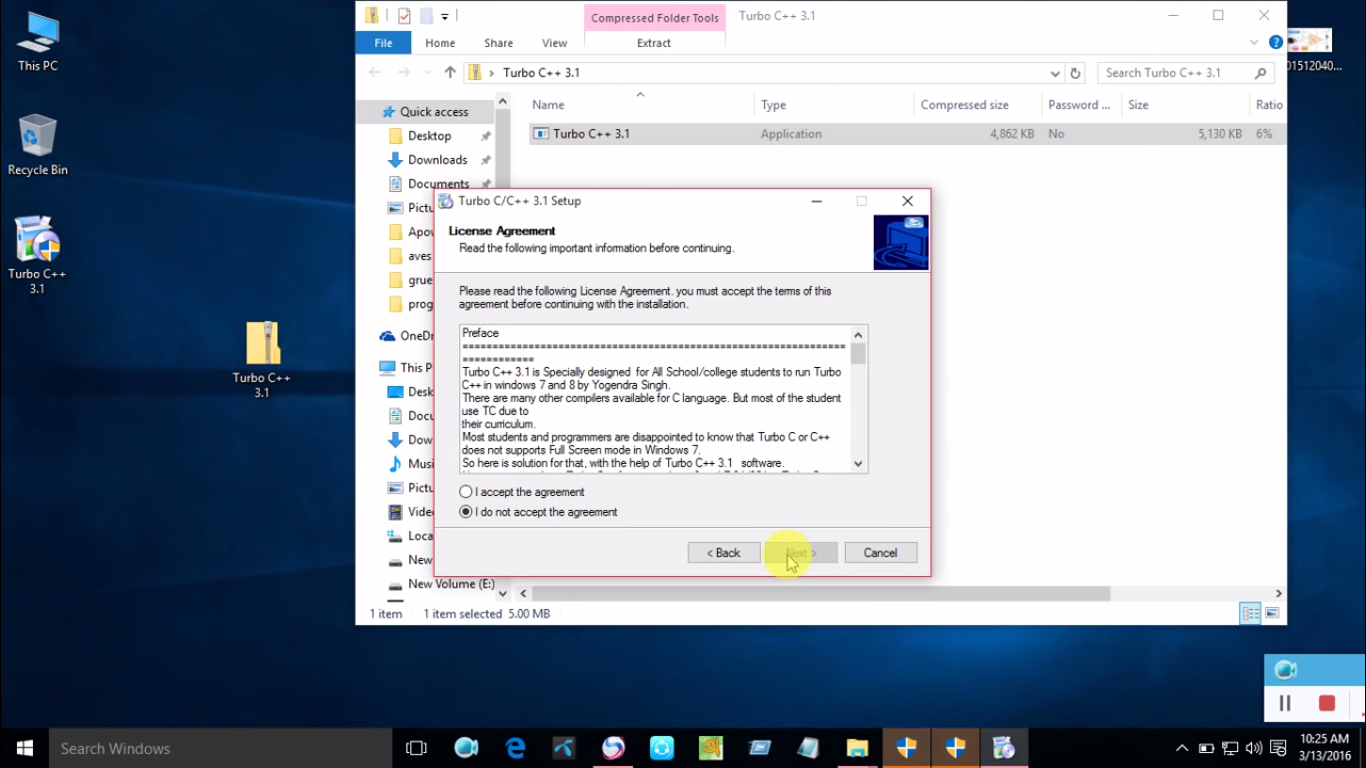 This PC
Recycle Bin
Turbo C++
3.1
Turbo C++
3.1
01512040...
Compressed Folder Tools
Turbo C++ 3.1
File
Home
Share
View
Extract
Turbo C++ 3.1
Search Turbo C++ 3.1
Name
Type
Compressed size
Password ...
Size
Ratio
Turbo C++ 3.1
Application
4,862 KB
No
5,130 KB
6%
Quick access
Desktop
Downloads
Documents
Pictu
Apow
aves
grue
prog
OneDr
This P
Desk
Docu
Dow
Musi
Pictu
Vide
Loca
New
New Volume (E:)
1 item
1 item selected 5.00 MB
Turbo C/C++ 3.1 Setup
License Agreement
Read the following important information before continuing.
Please read the following License Agreement. you must accept the terms of this
agreement before continuing with the installation.
Preface
===========================================================
===========
Turbo C++ 3.1 is Specially designed for All School/college students to run Turbo
C++ in windows 7 and 8 by Yogendra Singh.
There are many other compilers available for C language. But most of the student
use TC due to
their curriculum.
Most students and programmers are disappointed to know that Turbo C or C++
does not supports Full Screen mode in Windows 7.
So here is solution for that, with the help of Turbo C++ 3.1 software.
I accept the agreement
I do not accept the agreement
< Back
Next >
Cancel
Search Windows
10:25 AM
3/13/2016